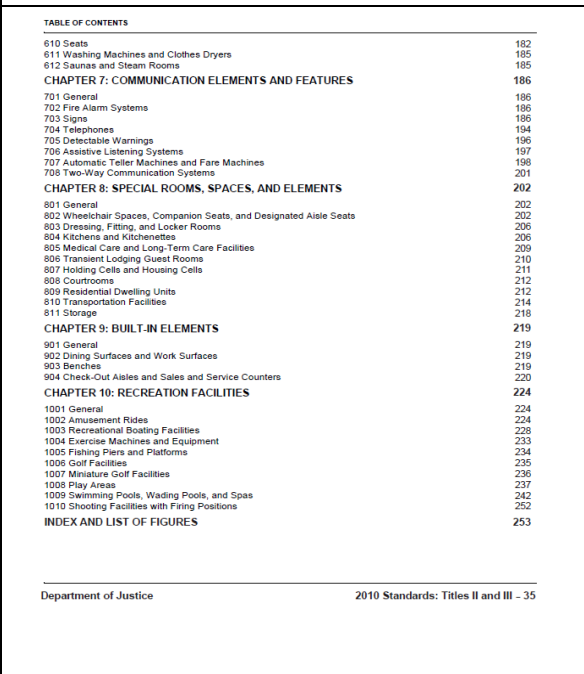 TABLE OF CONTENTS
610 Seats 182
611 Washing Machines and Clothes Dryers 185
612 Saunas and Steam Rooms 185
CHAPTER 7: COMMUNICATION ELEMENTS AND FEATURES 186
701 General 186
702 Fire Alarm Systems 186
703 Signs 186
704 Telephones 194
705 Detectable Warnings 196
706 Assistive Listening Systems 197
707 Automatic Teller Machines and Fare Machines 198
708 Two-Way Communication Systems 201
CHAPTER 8: SPECIAL ROOMS, SPACES, AND ELEMENTS 202
801 General 202
802 Wheelchair Spaces, Companion Seats, and Designated Aisle Seats 202
803 Dressing, Fitting, and Locker Rooms 206
804 Kitchens and Kitchenettes 206
805 Medical Care and Long-Term Care Facilities 209
806 Transient Lodging Guest Rooms 210
807 Holding Cells and Housing Cells 211
808 Courtrooms 212
809 Residential Dwelling Units 212
810 Transportation Facilities 214
811 Storage 218
CHAPTER 9: BUILT-IN ELEMENTS 219
901 General 219
902 Dining Surfaces and Work Surfaces 219
903 Benches 219
904 Check-Out Aisles and Sales and Service Counters 220
CHAPTER 10: RECREATION FACILITIES 224
1001 General 224
1002 Amusement Rides 224
1003 Recreational Boating Facilities 228
1004 Exercise Machines and Equipment 233
1005 Fishing Piers and Platforms 234
1006 Golf Facilities 235
1007 Miniature Golf Facilities 236
1008 Play Areas 237
1009 Swimming Pools, Wading Pools, and Spas 242
1010 Shooting Facilities with Firing Positions 252
INDEX AND LIST OF FIGURES 253
Department of Justice 2010 Standards: Titles II and III – 35